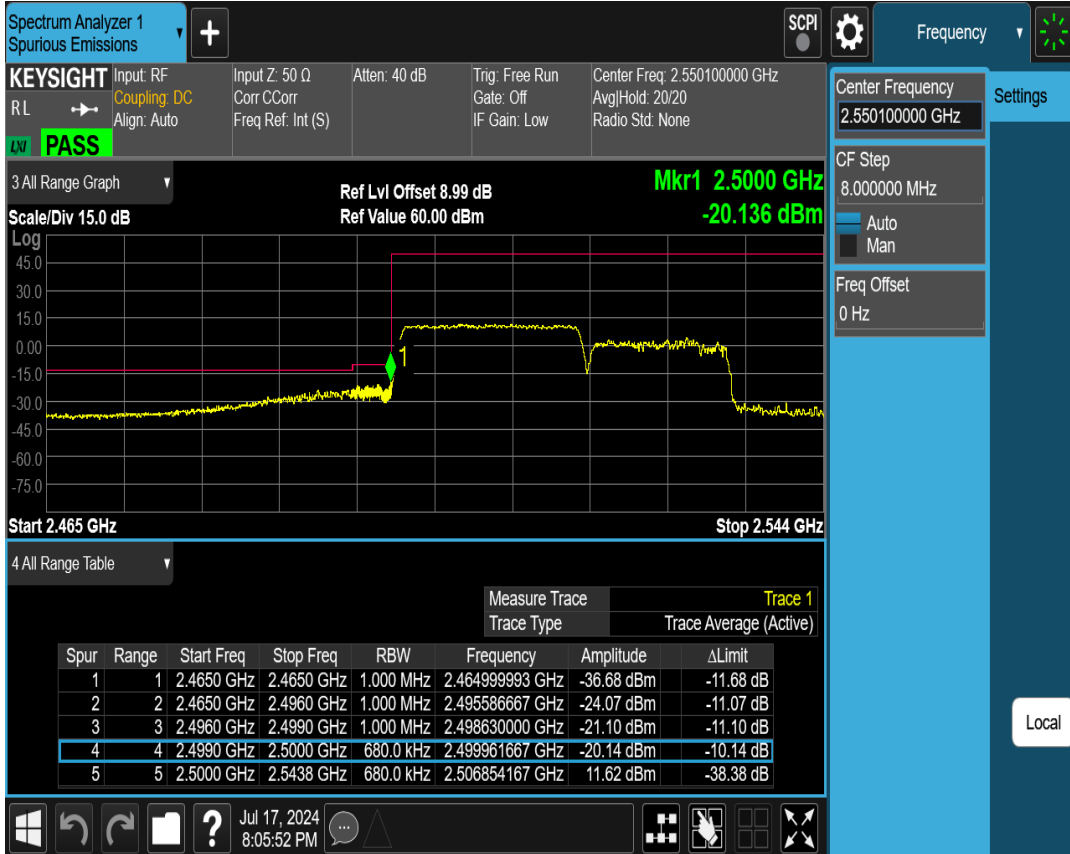 Spectrum Analyzer 1
Spurious Emissions
+
SCPI
Frequency
KEYSIGHT
RL
LXI
PASS
Input: RF
Coupling: DC
Align: Auto
Input Z: 50 Ω
Corr CCorr
Freq Ref: Int (S)
Atten: 40 dB
Trig: Free Run
Gate: Off
IF Gain: Low
Center Freq: 2.550100000 GHz
Avg|Hold: 20/20
Radio Std: None
Center Frequency
2.550100000 GHz
Settings
CF Step
8.000000 MHz
Auto
Man
Freq Offset
0 Hz
Local
3 All Range Graph
Scale/Div 15.0 dB
Ref Lvl Offset 8.99 dB
Ref Value 60.00 dBm
Mkr1 2.5000 GHz
-20.136 dBm
Log
45.0
30.0
15.0
0.00
-15.0
-30.0
-45.0
-60.0
-75.0
1
Start 2.465 GHz Stop 2.544 GHz
4 All Range Table
Measure Trace Trace 1
Trace Type Trace Average (Active)
Spur Range Start Freq Stop Freq RBW Frequency Amplitude ΔLimit
1 1 2.4650 GHz 2.4650 GHz 1.000 MHz 2.464999993 GHz -36.68 dBm -11.68 dB
2 2 2.4650 GHz 2.4960 GHz 1.000 MHz 2.495586667 GHz -24.07 dBm -11.07 dB
3 3 2.4960 GHz 2.4990 GHz 1.000 MHz 2.498630000 GHz -21.10 dBm -11.10 dB
4 4 2.4990 GHz 2.5000 GHz 680.0 kHz 2.499961667 GHz -20.14 dBm -10.14 dB
5 5 2.5000 GHz 2.5438 GHz 680.0 kHz 2.506854167 GHz 11.62 dBm -38.38 dB
?
Jul 17, 2024
8:05:52 PM